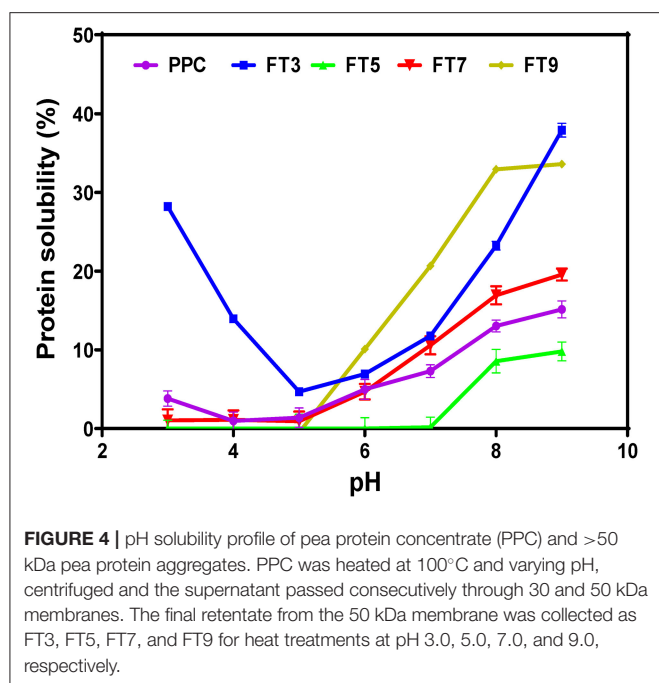 50
PPC FT3 FT5 FT7 FT9
40
30
20
10
0
Protein solubility (%)
2 4 6 8 10
pH
FIGURE 4 | pH solubility profile of pea protein concentrate (PPC) and >50
kDa pea protein aggregates. PPC was heated at 100°C and varying pH,
centrifuged and the supernatant passed consecutively through 30 and 50 kDa
membranes. The final retentate from the 50 kDa membrane was collected as
FT3, FT5, FT7, and FT9 for heat treatments at pH 3.0, 5.0, 7.0, and 9.0,
respectively.